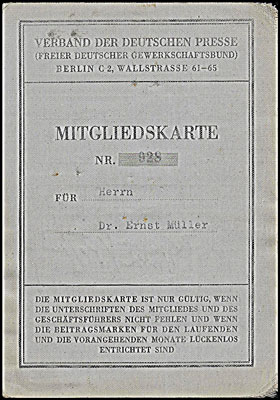 VERBAND DER DEUTSCHEN PRESSE
(FREIER DEUTSCHER GEWERKSCHAFTSBUND)
BERLIN C 2, WALLSTRASSE 61-65
MITGLIEDSKARTE
NR. 928
Herrn
FÜR
Dr. Ernst Müller
DIE MITGLIEDSKARTE IST NUR GÜLTIG, WENN
DIE UNTERSCHRIFTEN DES MITGLIEDES UND DES
GESCHÄFTSFÜHRERS NICHT FEHLEN UND WENN
DIE BEITRAGSMARKEN FÜR DEN LAUFENDEN
UND DIE VORANGEHENDEN MONATE LÜCKENLOS
ENTRICHTET SIND